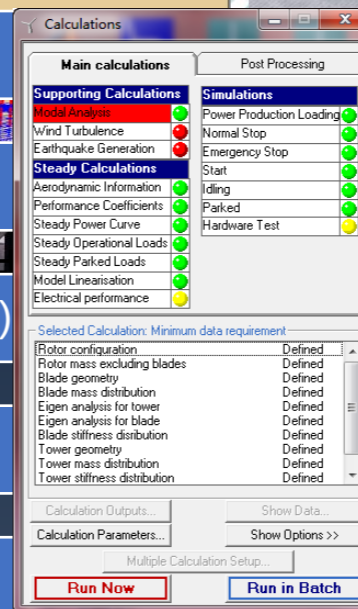 Calculations
Main calculations
Post Processing
Supporting Calculations
Modal Analysis
Wind Turbulence
Earthquake Generation
Steady Calculations
Aerodynamic Information
Performance Coefficients
Steady Power Curve
Steady Operational Loads
Steady Parked Loads
Model Linearisation
Electrical performance
Simulations
Power Production Loading
Normal Stop
Emergency Stop
Start
Idling
Parked
Hardware Test
Selected Calculation: Minimum data requirement
Rotor configuration Defined
Rotor mass excluding blades Defined
Blade geometry Defined
Blade mass distribution Defined
Eigen analysis for tower Defined
Eigen analysis for blade Defined
Blade stiffness disribution Defined
Tower geometry Defined
Tower mass distribution Defined
Tower stiffness distribution Defined
Calculation Outputs... Show Data...
Calculation Parameters... Show Options >>
Multiple Calculation Setup...
Run Now Run in Batch